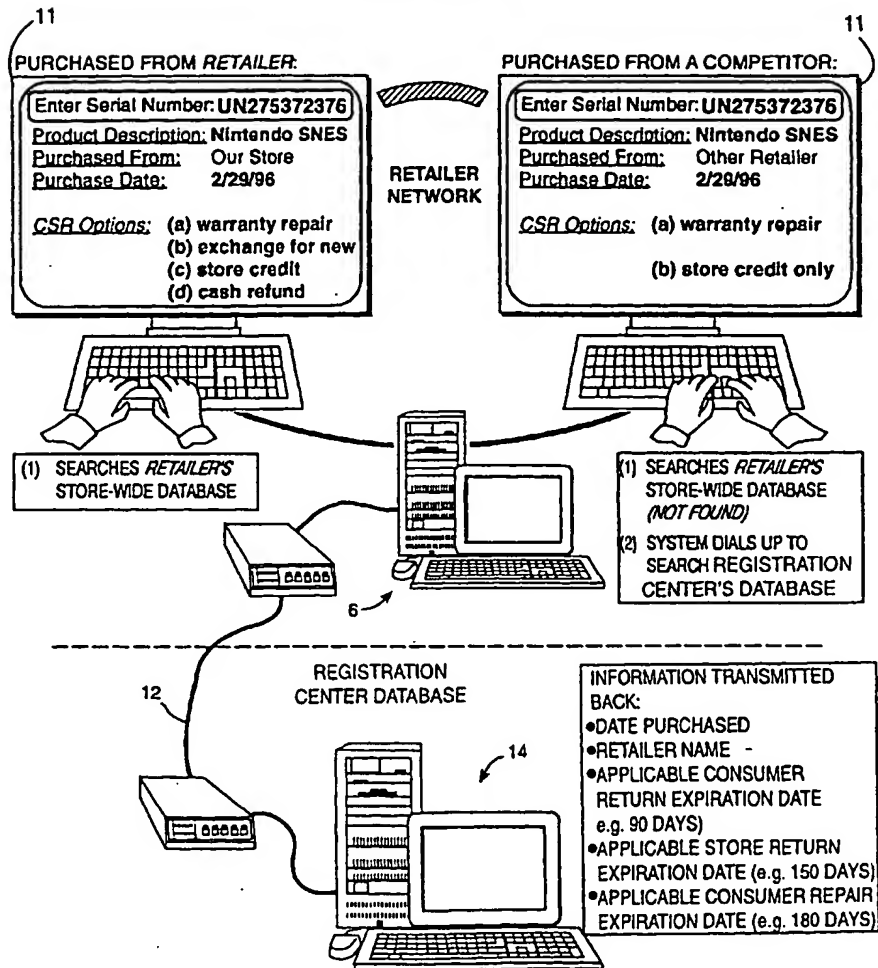 11
11
PURCHASED FROM RETAILER:
Enter Serial Number: UN275372376
Product Description: Nintendo SNES
Purchased From: Our Store
Purchase Date: 2/29/96
CSR Options: (a) warranty repair
(b) exchange for new
(c) store credit
(d) cash refund
RETAILER
NETWORK
PURCHASED FROM A COMPETITOR:
Enter Serial Number: UN275372376
Product Description: Nintendo SNES
Purchased From: Other Retailer
Purchase Date: 2/29/96
CSR Options: (a) warranty repair
(b) store credit only
(1) SEARCHES RETAILER'S
STORE-WIDE DATABASE
(1) SEARCHES RETAILER'S
STORE-WIDE DATABASE
(NOT FOUND)
(2) SYSTEM DIALS UP TO
SEARCH REGISTRATION
CENTER'S DATABASE
6
12
REGISTRATION
CENTER DATABASE
14
INFORMATION TRANSMITTED
BACK:
•DATE PURCHASED
•RETAILER NAME -
•APPLICABLE CONSUMER
RETURN EXPIRATION DATE
e.g. 90 DAYS)
•APPLICABLE STORE RETURN
EXPIRATION DATE (e.g. 150 DAYS)
•APPLICABLE CONSUMER REPAIR
EXPIRATION DATE (e.g. 180 DAYS)